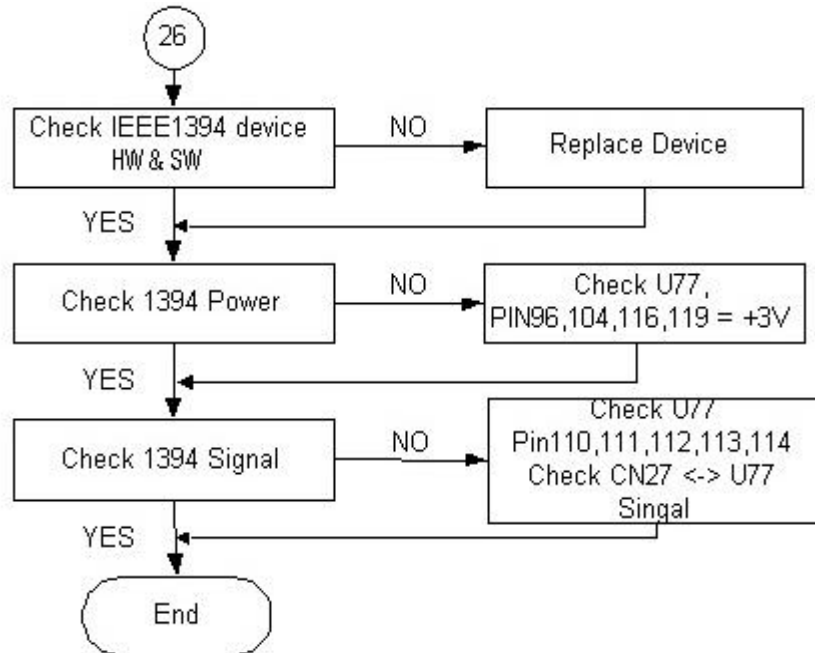 26
Check IEEE1394 device
HW & SW
NO
Replace Device
YES
Check 1394 Power
NO
Check U77,
PIN96,104,116,119 = +3V
YES
Check 1394 Signal
NO
Check U77
Pin110,111,112,113,114
Check CN27 <-> U77
Singal
YES
End